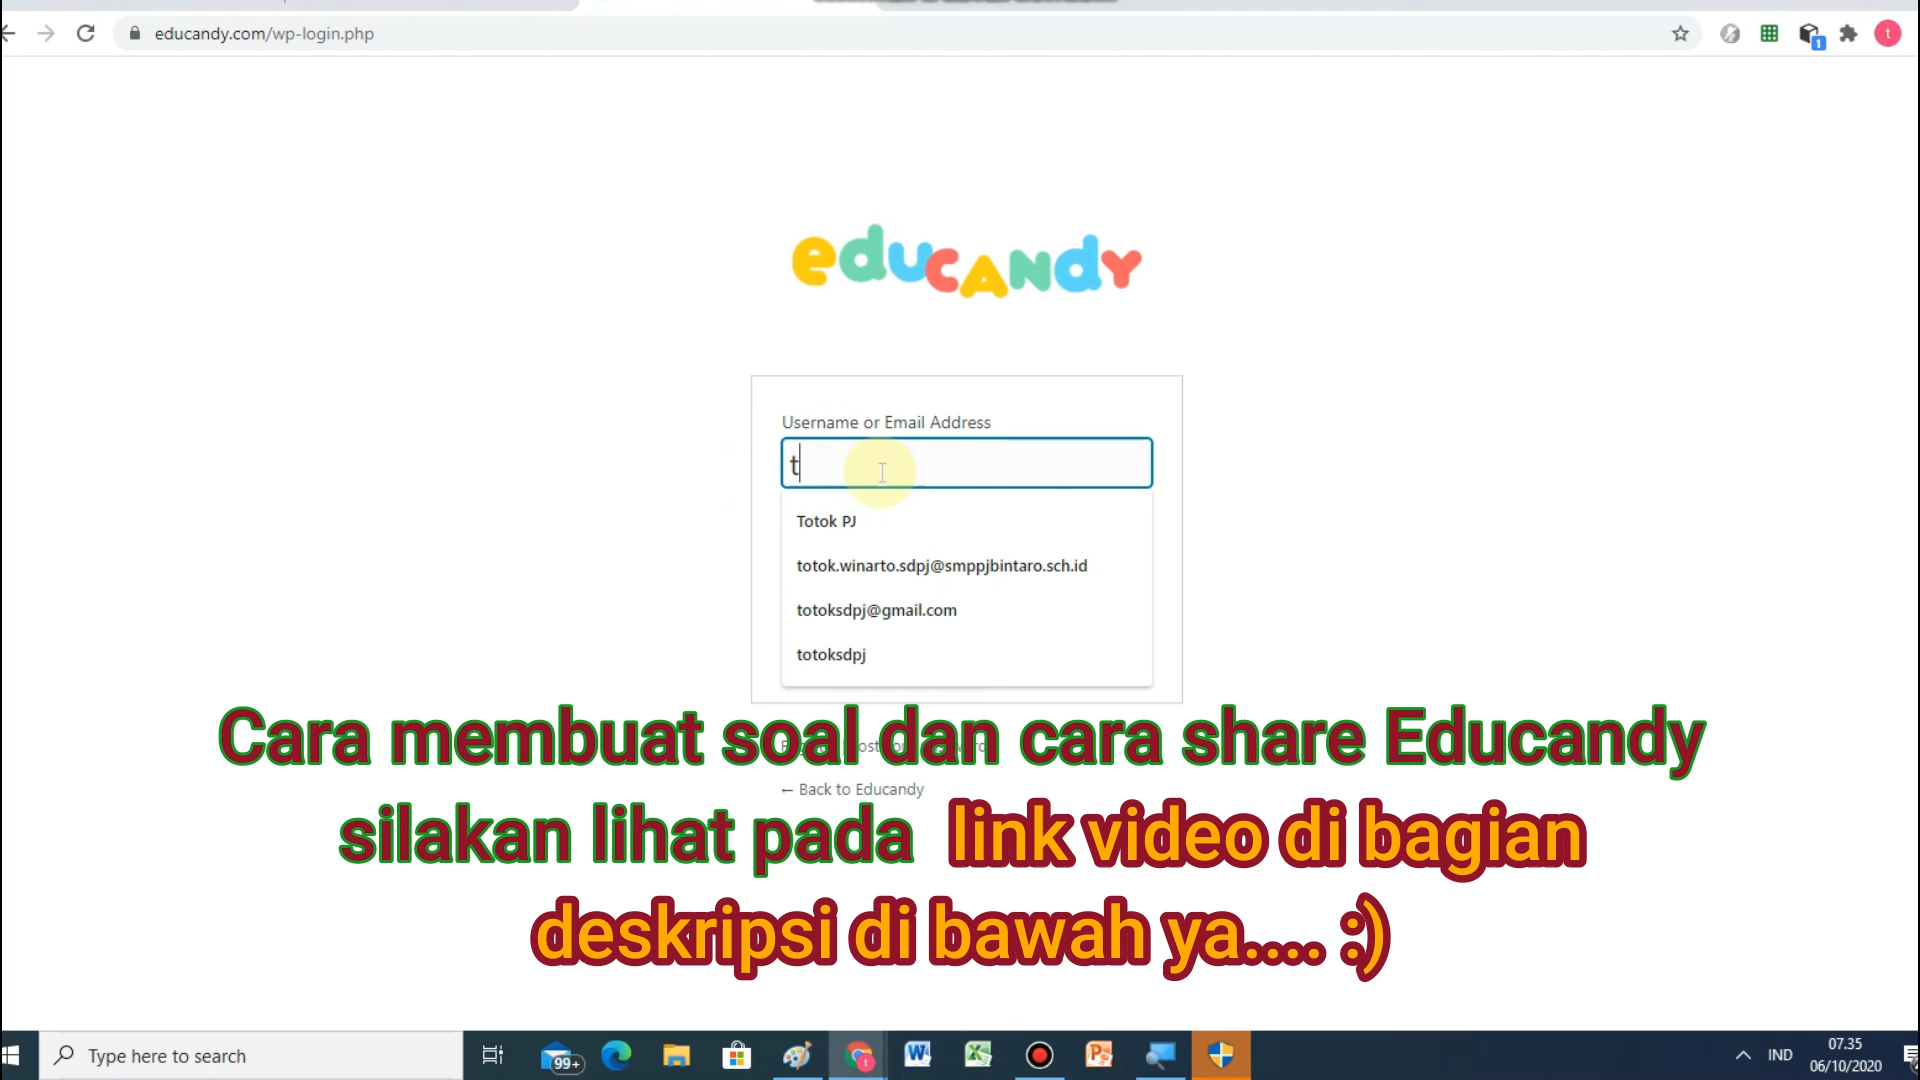 educandy.com/wp-login.php
1
t
educandy
Username or Email Address
t
Totok PJ
totok.winarto.sdpj@smppjbintaro.sch.id
totoksdpj@gmail.com
totoksdpj
Cara membuat soal dan cara share Educandy
← Back to Educandy
silakan lihat pada link video di bagian
deskripsi di bawah ya.... :)
Type here to search
99+
IND
07.35
06/10/2020